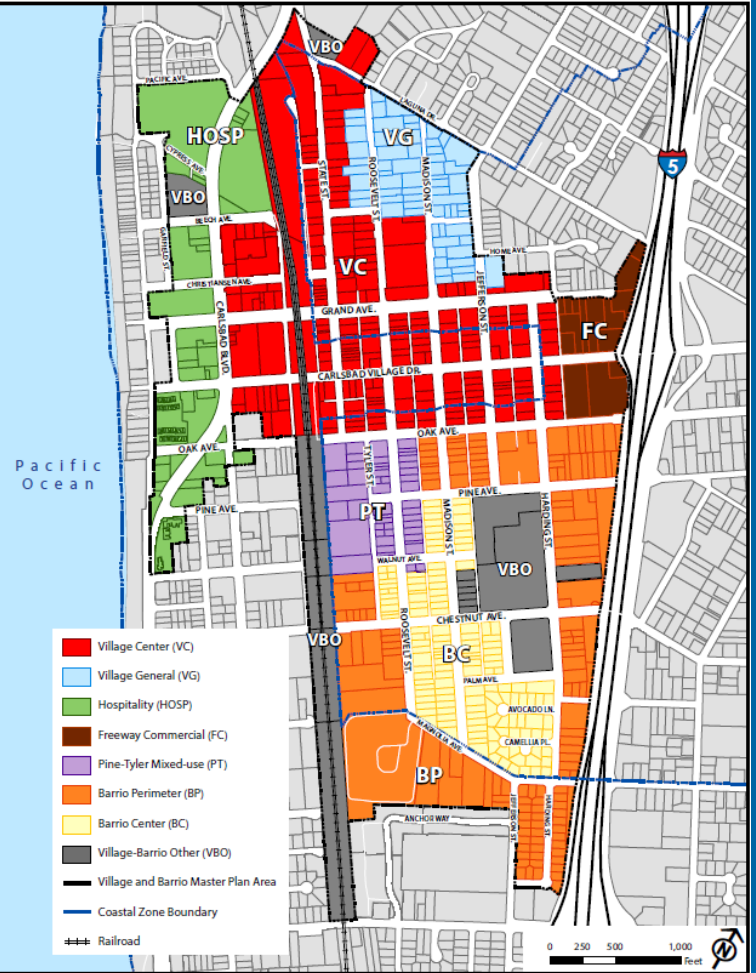 VBO
PACIFIC AVE.
LAGUNA DR.
HOSP
VG
CYPRESS AVE.
5
STATE ST.
ROOSEVELT ST.
MADISON ST.
VBO
BEECH AVE.
GARFIELD ST.
HOME AVE.
VC
CHRISTIANSEN AVE.
JEFFERSON ST.
GRAND AVE.
CARLSBAD BLVD.
FC
CARLSBAD VILLAGE DR.
OAK AVE.
OAK AVE.
TYLER ST.
Pacific
Ocean
PINE AVE.
PINE AVE.
PT
MADISON ST.
HARDING ST.
WALNUT AVE.
VBO
ROOSEVELT ST.
CHESTNUT AVE.
VBO
BC
PALM AVE.
AVOCADO LN.
MAGNOLIA AVE.
CAMELLIA PL.
BP
JEFFERSON ST.
HARDING ST.
ANCHOR WAY
Village Center (VC)
Village General (VG)
Hospitality (HOSP)
Freeway Commercial (FC)
Pine-Tyler Mixed-use (PT)
Barrio Perimeter (BP)
Barrio Center (BC)
Village-Barrio Other (VBO)
Village and Barrio Master Plan Area
Coastal Zone Boundary
Railroad
0 250 500 1,000
Feet
N